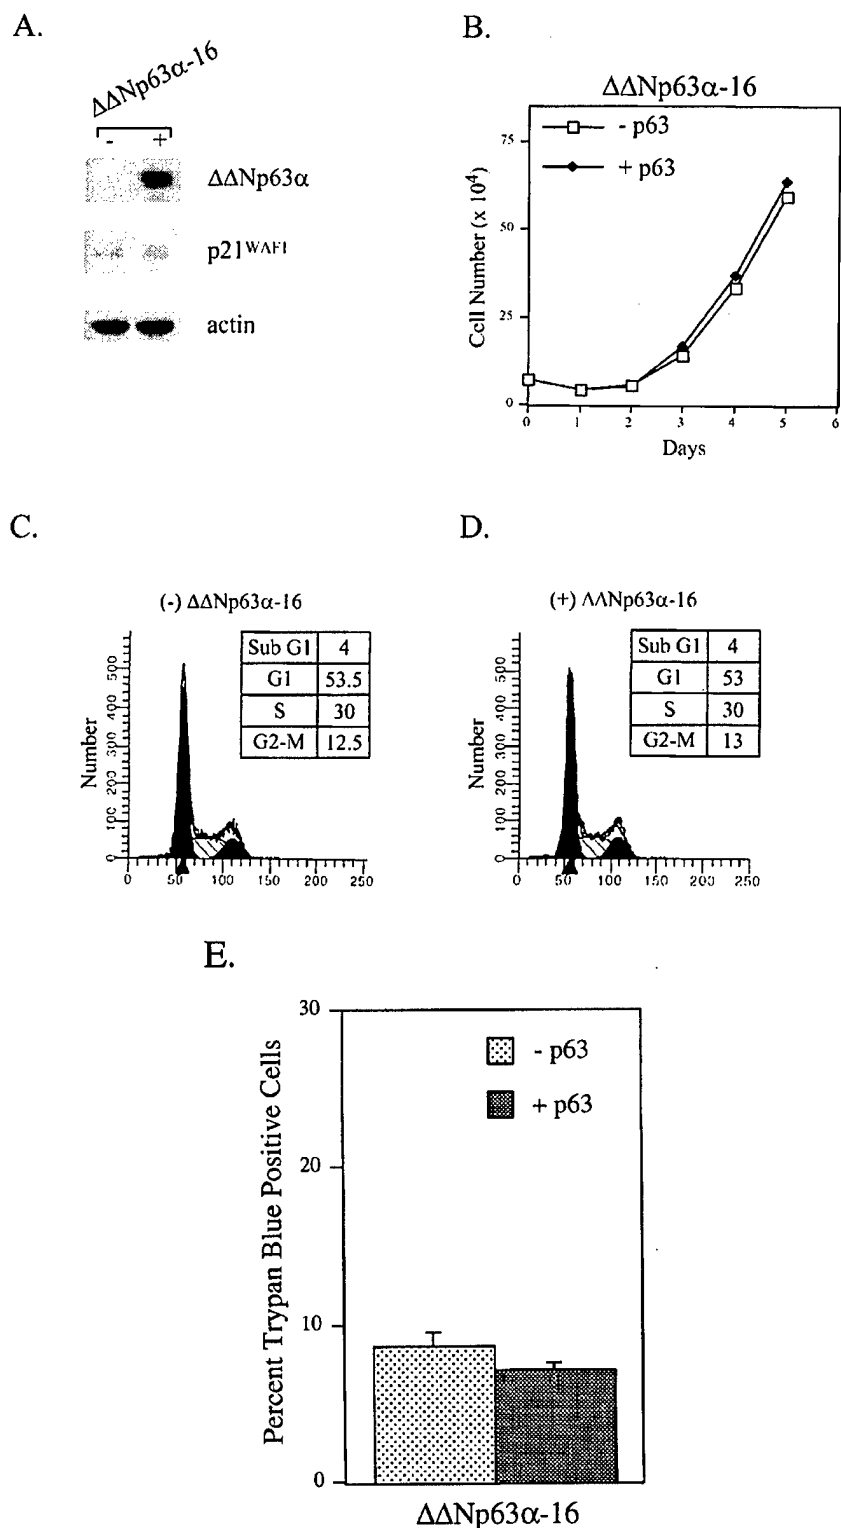 A.
ΔΔNp63α-16
- +
ΔΔNp63α
p21WAF1
actin
B.
ΔΔNp63α-16
- p63
+ p63
75
50
25
0
Cell Number (x 10⁴)
0 1 2 3 4 5 6
Days
C.
(-) ΔΔNp63α-16
Sub G1 4
G1 53.5
S 30
G2-M 12.5
Number
500
400
300
200
100
0
0 50 100 150 200 250
D.
(+) ΔΔNp63α-16
Sub G1 4
G1 53
S 30
G2-M 13
Number
500
400
300
200
100
0
0 50 100 150 200 250
E.
30
20
10
0
Percent Trypan Blue Positive Cells
- p63
+ p63
ΔΔNp63α-16